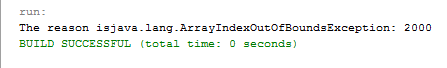 run:
The reason isjava.lang.ArrayIndexOutOfBoundsException: 2000
BUILD SUCCESSFUL (total time: 0 seconds)